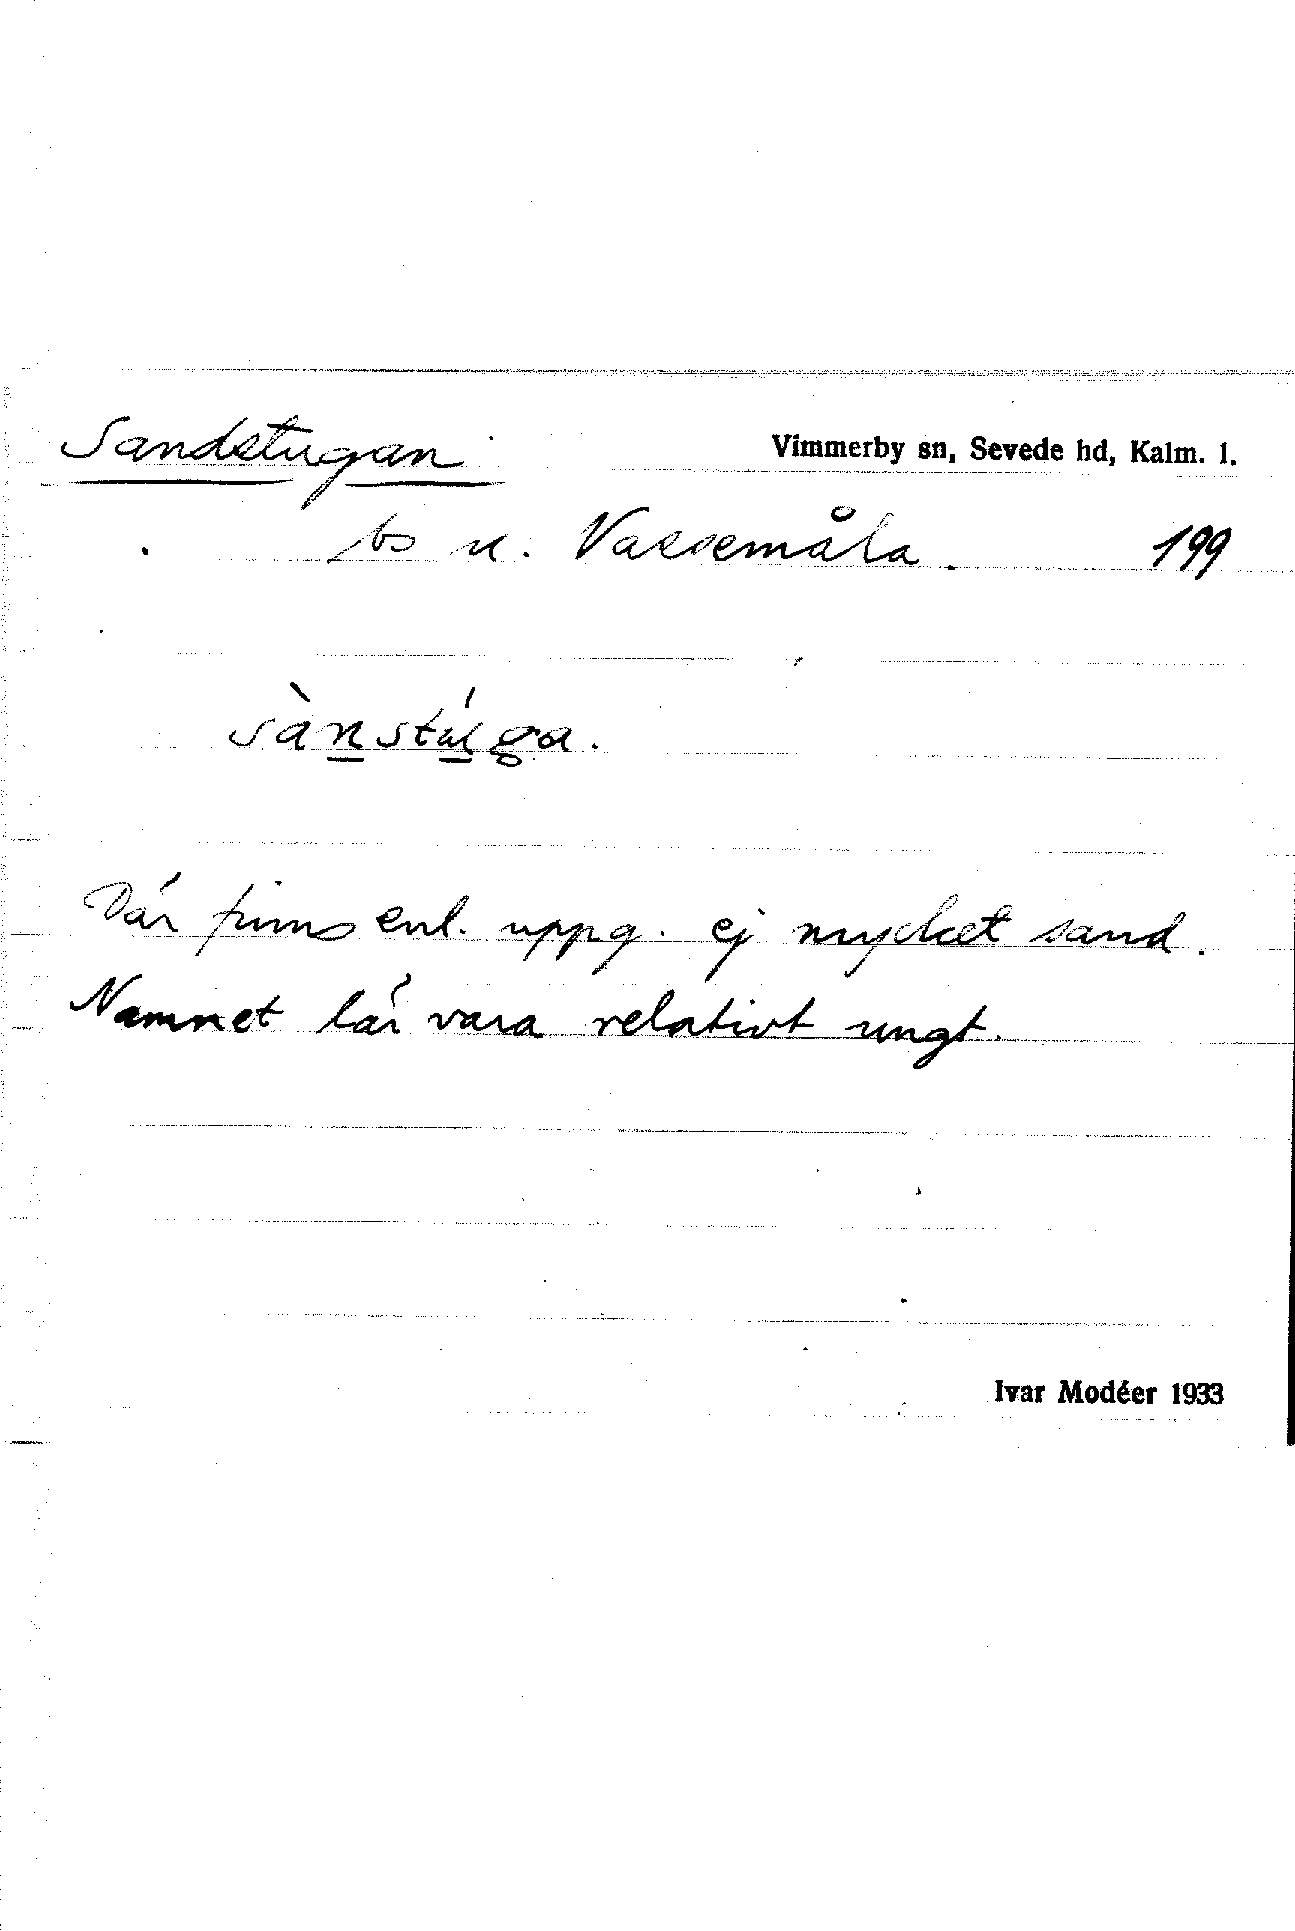 Sandstugan
Vimmerby sn, Sevede hd, Kalm. l.
bs u. Vassemåla. 199
sànstúga.
Där finns enl. uppg. ej mycket sand.
Namnet lär vara relativt ungt.
Ivar Modéer 1933